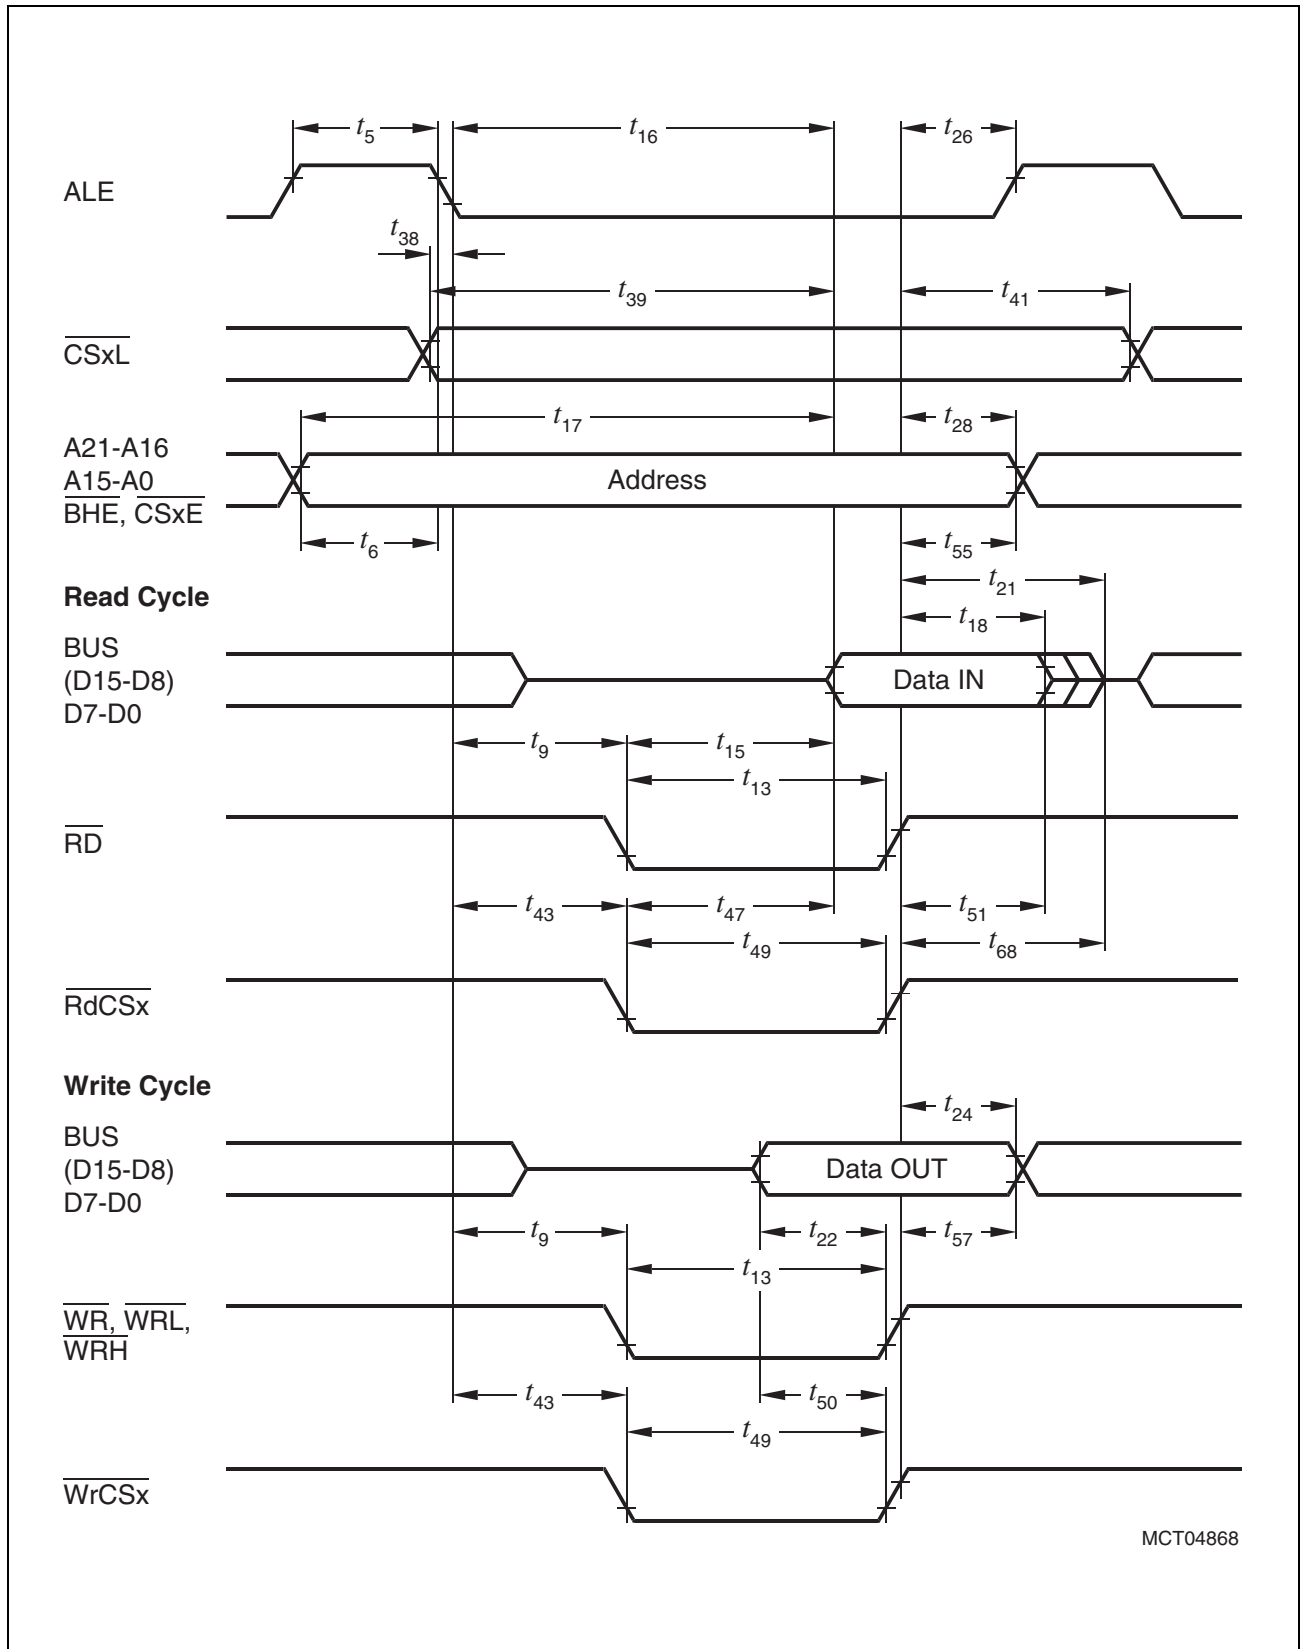 t5 t16 t26
ALE
t38
t39 t41
CSxL
t17 t28
A21-A16
A15-A0 Address
BHE, CSxE
t6 t55
t21
Read Cycle
t18
BUS
(D15-D8) Data IN
D7-D0
t9 t15
t13
RD
t43 t47 t51
t49 t68
RdCSx
Write Cycle
t24
BUS
(D15-D8) Data OUT
D7-D0
t9 t22 t57
t13
WR, WRL,
WRH
t43 t50
t49
WrCSx
MCT04868